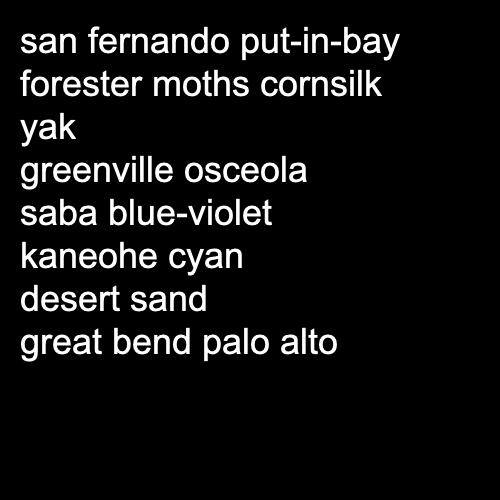 san fernando put-in-bay
forester moths cornsilk
yak
greenville osceola
saba blue-violet
kaneohe cyan
desert sand
great bend palo alto